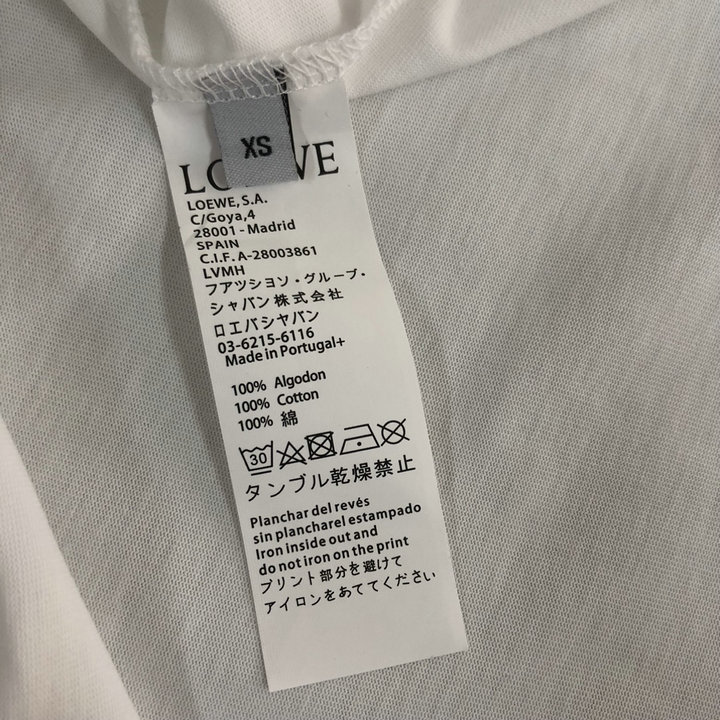 XS
LOEWE
LOEWE, S.A.
C/Goya,4
28001 - Madrid
SPAIN
C.I.F. A-28003861
LVMH
フアツション・グループ・
シャバン 株式会社
ロエバシヤバン
03-6215-6116
Made in Portugal+
100% Algodon
100% Cotton
100% 綿
30
タンブル乾燥禁止
Planchar del revés
sin plancharel estampado
Iron inside out and
do not iron on the print
プリント部分を避けて
アイロンをあててください